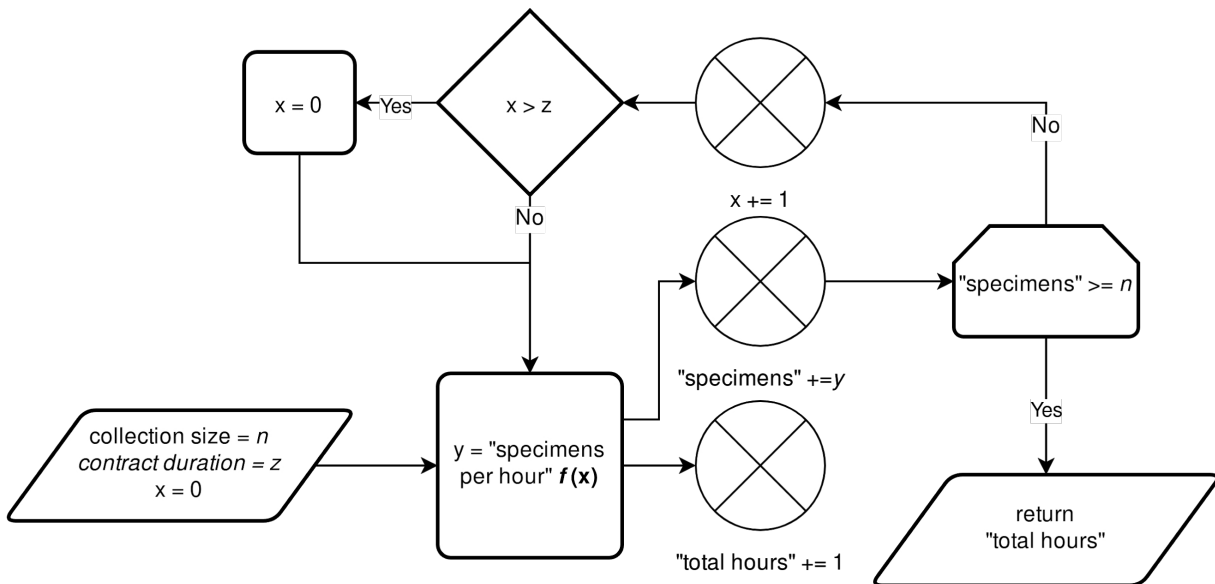 x = 0
Yes
x > z
No
x += 1
No
"specimens" >= n
"specimens" +=y
collection size = n
contract duration = z
x = 0
y = "specimens
per hour" f(x)
"total hours" += 1
Yes
return
"total hours"